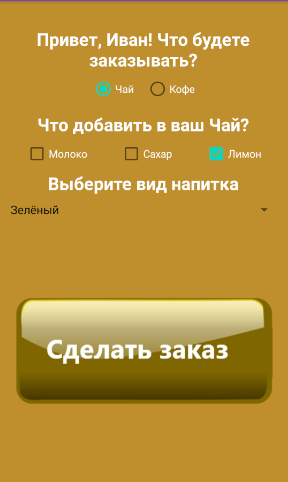 Привет, Иван! Что будете
заказывать?
Чай Кофе
Что добавить в ваш Чай?
Молоко Сахар Лимон
Выберите вид напитка
Зелёный
Сделать заказ